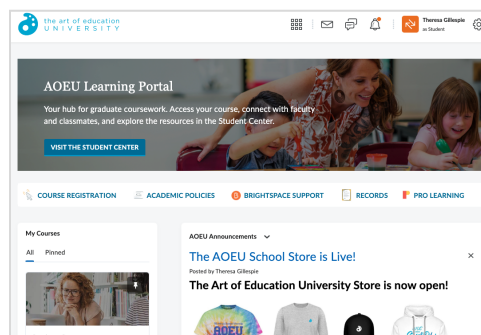 the art of education
UNIVERSITY
Theresa Gillespie
as Student
AOEU Learning Portal
Your hub for graduate coursework. Access your course, connect with faculty
and classmates, and explore the resources in the Student Center.
VISIT THE STUDENT CENTER
COURSE REGISTRATION
ACADEMIC POLICIES
BRIGHTSPACE SUPPORT
RECORDS
PRO LEARNING
My Courses
All Pinned
AOEU Announcements
The AOEU School Store is Live!
Posted by Theresa Gillespie
The Art of Education University Store is now open!
AOEU